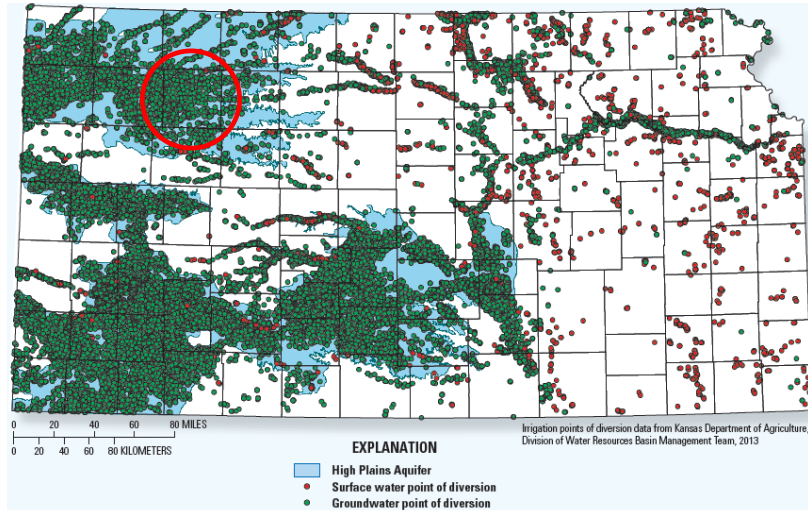 0 20 40 60 80 MILES
0 20 40 60 80 KILOMETERS
Irrigation points of diversion data from Kansas Department of Agriculture,
Division of Water Resources Basin Management Team, 2013
EXPLANATION
High Plains Aquifer
Surface water point of diversion
Groundwater point of diversion